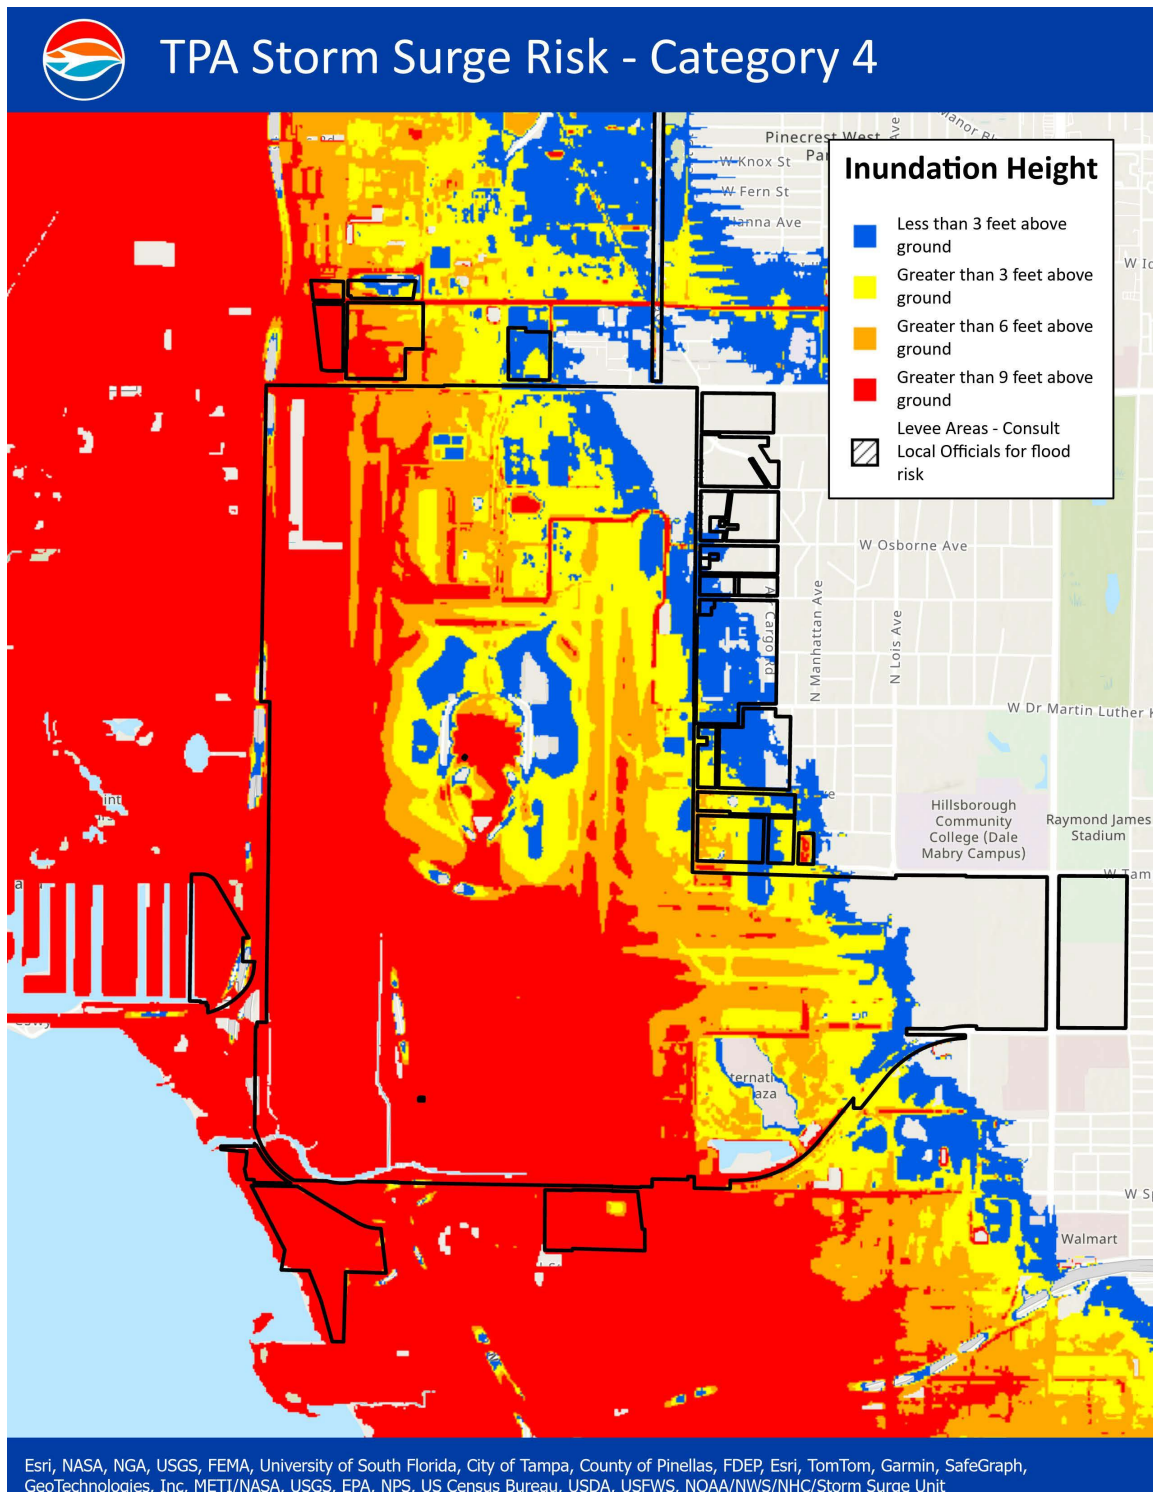 TPA Storm Surge Risk - Category 4
Pinecrest West
W Knox St
W Fern St
Inundation Height
Less than 3 feet above
ground
Greater than 3 feet above
ground
Greater than 6 feet above
ground
Greater than 9 feet above
ground
Levee Areas - Consult
Local Officials for flood
risk
W Osborne Ave
Cargo Rd
N Manhattan Ave
N Lois Ave
W Dr Martin Luther
Hillsborough
Community
College (Dale
Mabry Campus)
Raymond James
Stadium
W Tam
Walmart
Esri, NASA, NGA, USGS, FEMA, University of South Florida, City of Tampa, County of Pinellas, FDEP, Esri, TomTom, Garmin, SafeGraph,
GeoTechnologies, Inc, METI/NASA, USGS, EPA, NPS, US Census Bureau, USDA, USFWS, NOAA/NWS/NHC/Storm Surge Unit